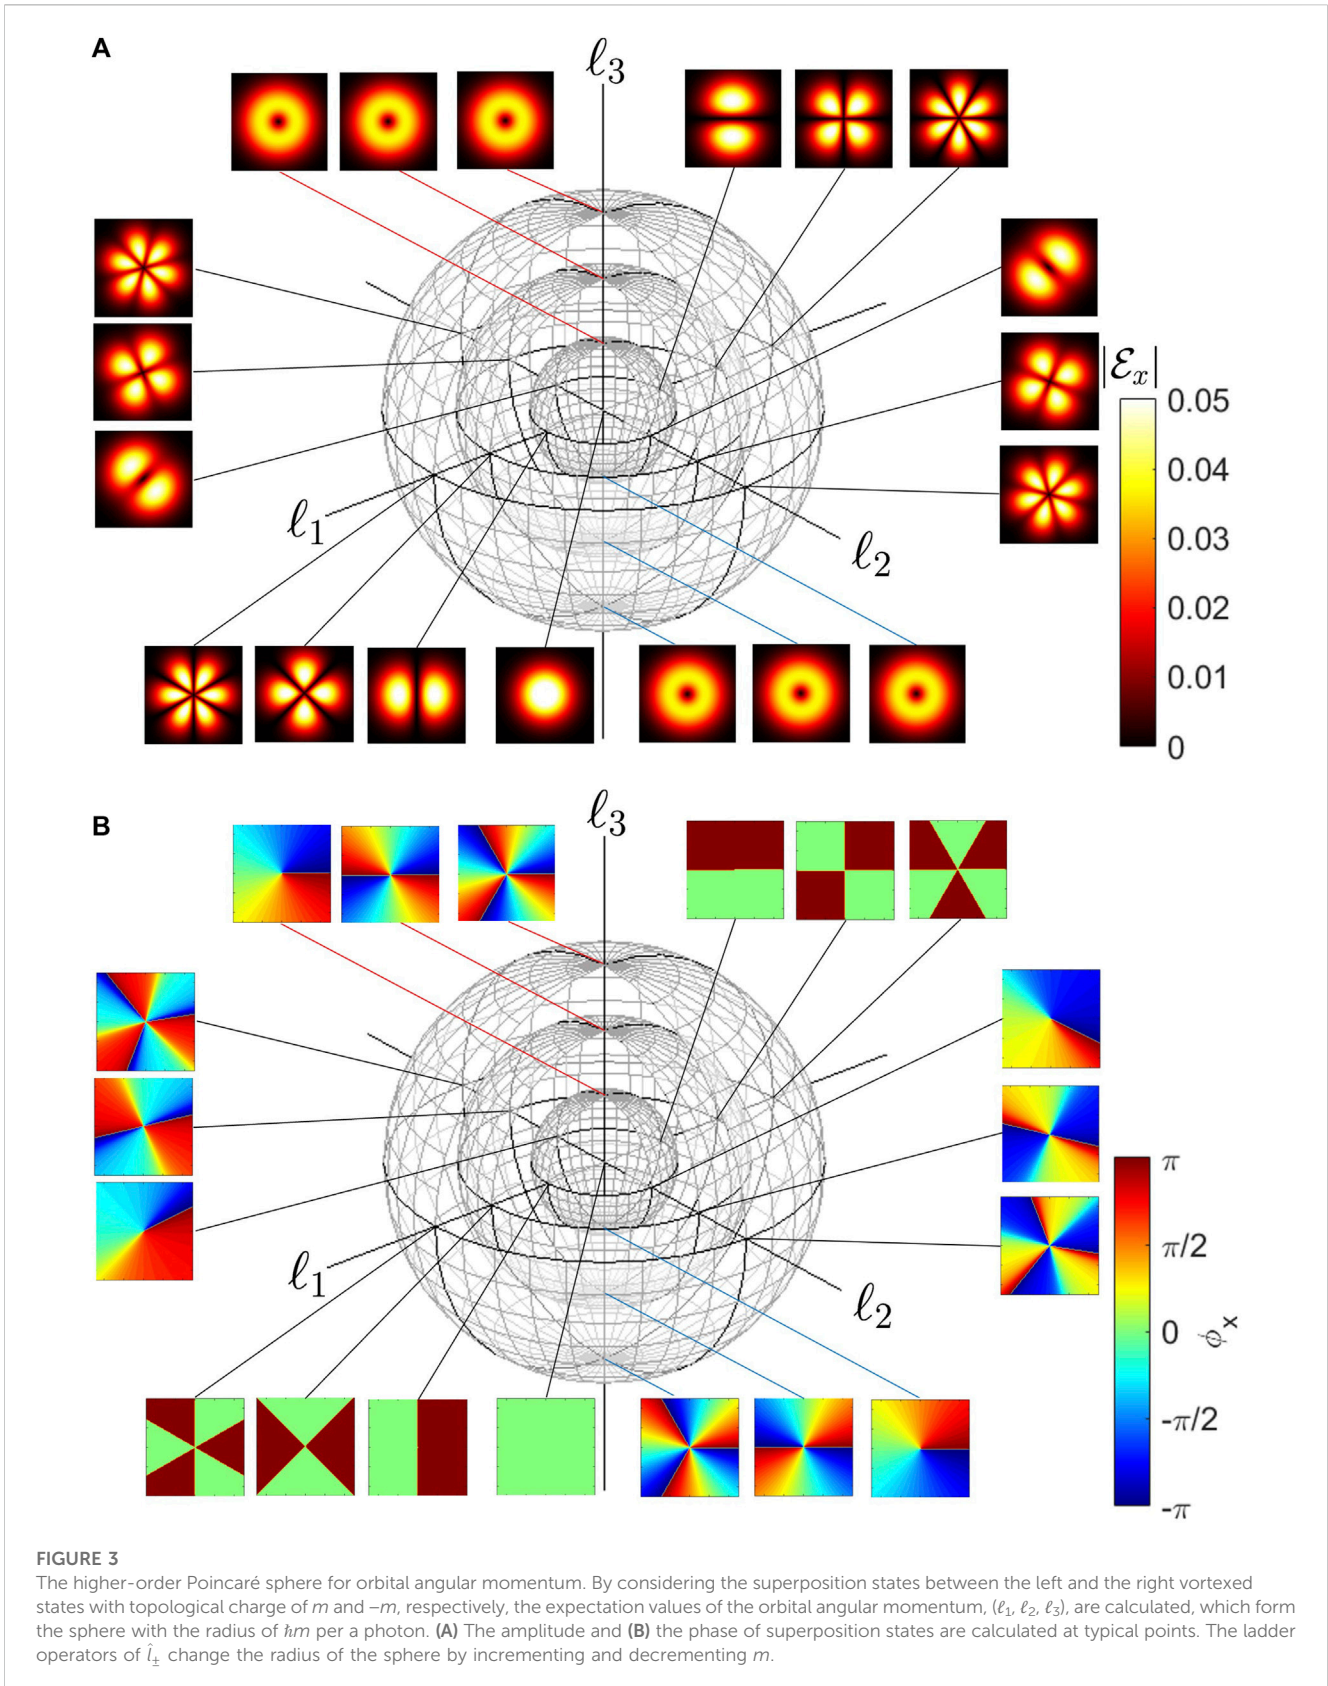 A
ℓ3
|ℰx|
0.05
0.04
0.03
0.02
0.01
0
ℓ1
ℓ2
B
ℓ3
π
π/2
0
ϕx
-π/2
-π
ℓ1
ℓ2
FIGURE 3
The higher-order Poincaré sphere for orbital angular momentum. By considering the superposition states between the left and the right vortexed
states with topological charge of m and –m, respectively, the expectation values of the orbital angular momentum, (ℓ1, ℓ2, ℓ3), are calculated, which form
the sphere with the radius of ℏm per a photon. (A) The amplitude and (B) the phase of superposition states are calculated at typical points. The ladder
operators of l̂± change the radius of the sphere by incrementing and decrementing m.